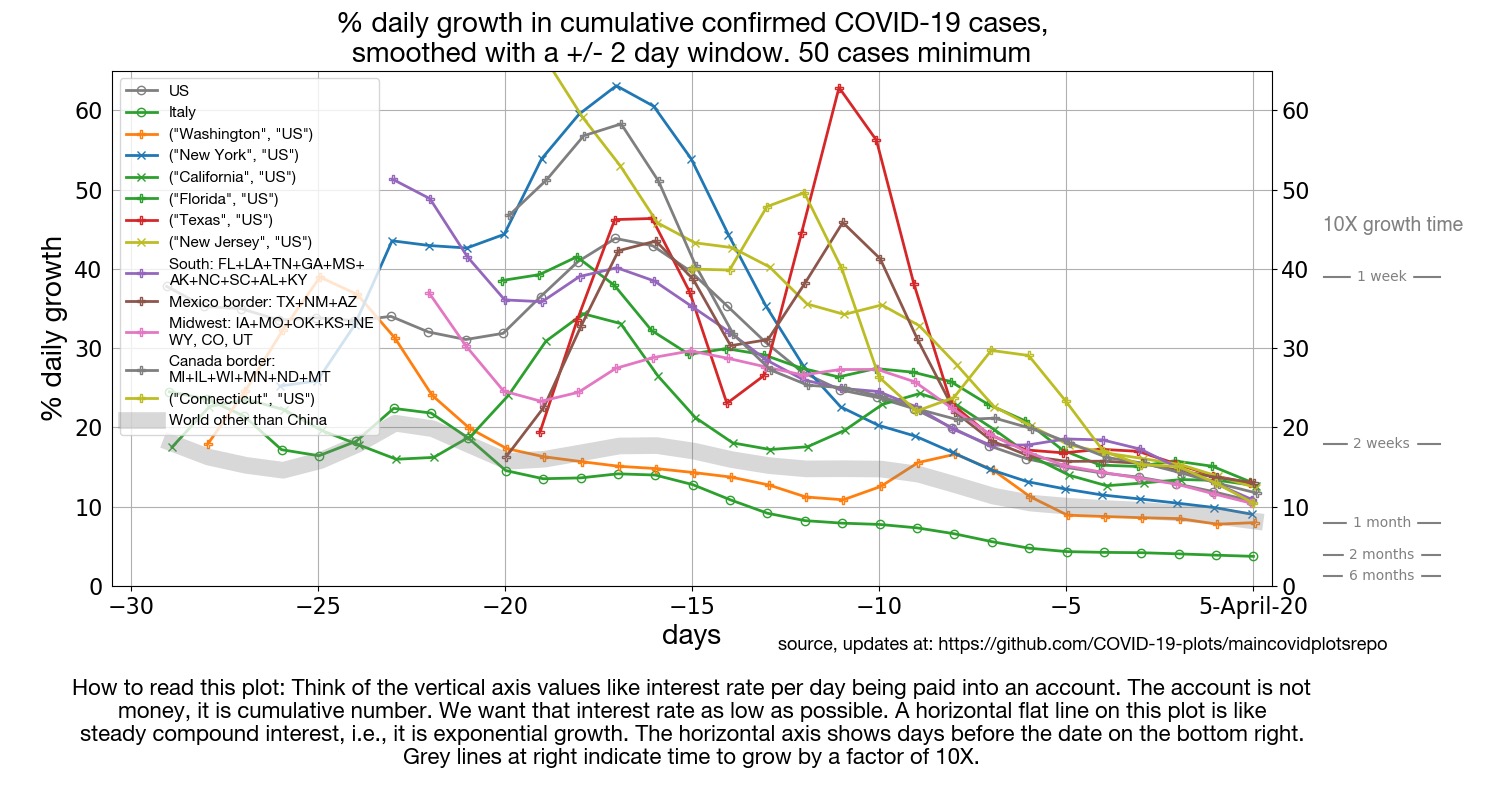 % daily growth in cumulative confirmed COVID-19 cases,
smoothed with a +/- 2 day window. 50 cases minimum
US
Italy
("Washington", "US")
("New York", "US")
("California", "US")
("Florida", "US")
("Texas", "US")
("New Jersey", "US")
South: FL+LA+TN+GA+MS+
AK+NC+SC+AL+KY
Mexico border: TX+NM+AZ
Midwest: IA+MO+OK+KS+NE
WY, CO, UT
Canada border:
MI+IL+WI+MN+ND+MT
("Connecticut", "US")
World other than China
% daily growth
60
50
40
30
20
10
0
60
50
40
30
20
10
0
10X growth time
1 week
2 weeks
1 month
2 months
6 months
−30
−25
−20
−15
−10
−5
5-April-20
days
source, updates at: https://github.com/COVID-19-plots/maincovidplotsrepo
How to read this plot: Think of the vertical axis values like interest rate per day being paid into an account. The account is not
money, it is cumulative number. We want that interest rate as low as possible. A horizontal flat line on this plot is like
steady compound interest, i.e., it is exponential growth. The horizontal axis shows days before the date on the bottom right.
Grey lines at right indicate time to grow by a factor of 10X.